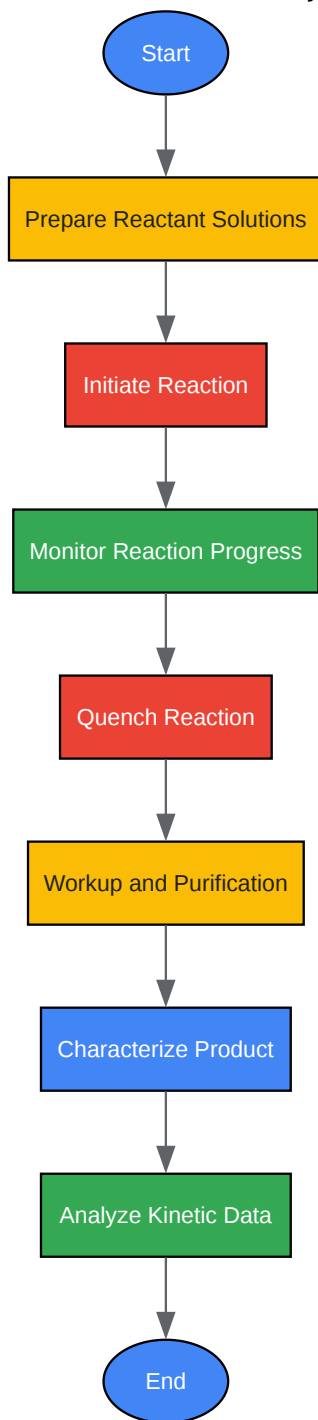 Start
Prepare Reactant Solutions
Initiate Reaction
Monitor Reaction Progress
Quench Reaction
Workup and Purification
Characterize Product
Analyze Kinetic Data
End